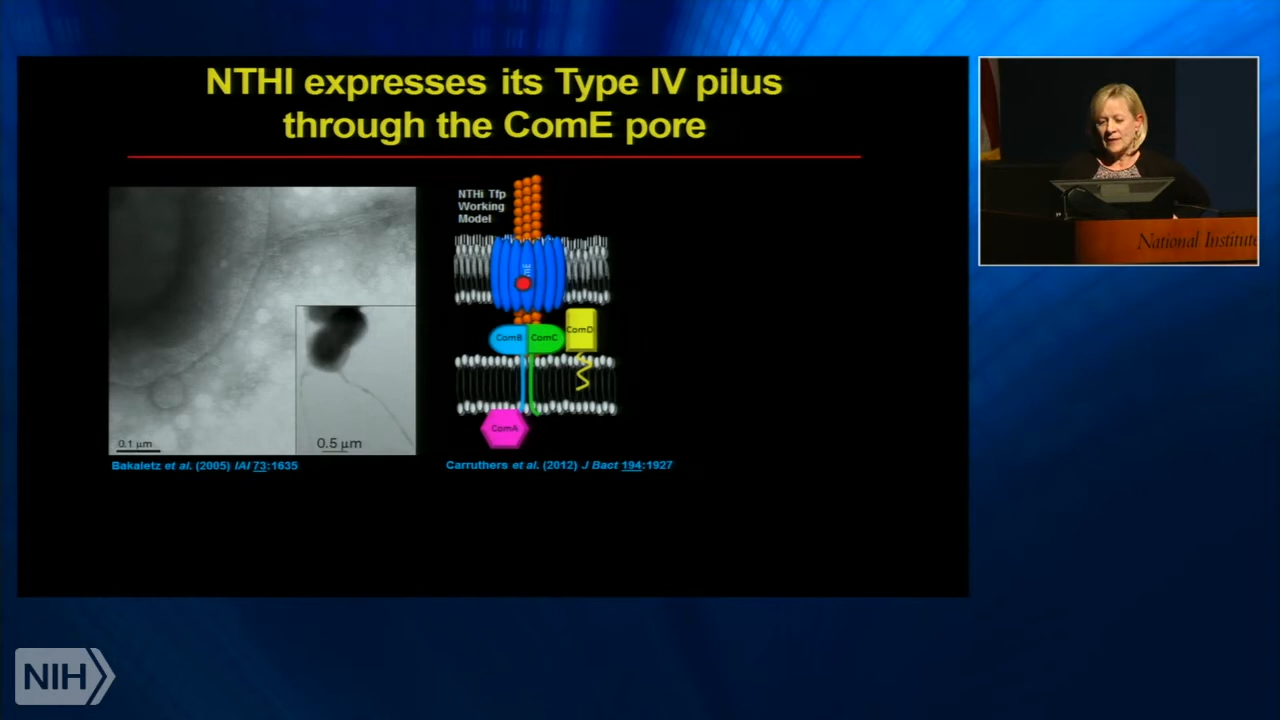 NTHI expresses its Type IV pilus
through the ComE pore
NTHi Tfp
Working
Model
ComB
ComC
ComD
ComA
0.1 µm
0.5 µm
Bakaletz et al. (2005) IAI 73:1635
Carruthers et al. (2012) J Bact 194:1927
National Institute
NIH